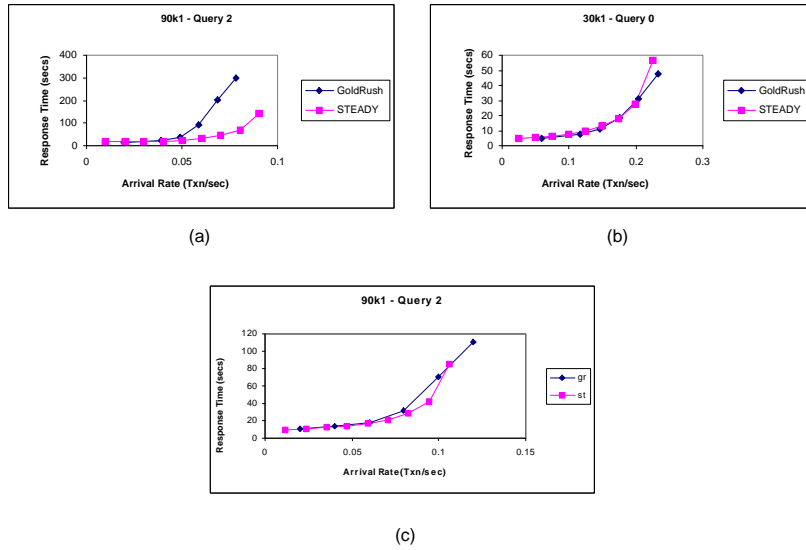 90k1 - Query 2
Response Time (secs)
400
300
200
100
0
0
0.05
0.1
Arrival Rate (Txn/sec)
GoldRush
STEADY
(a)
30k1 - Query 0
Response Time (secs)
60
50
40
30
20
10
0
0
0.1
0.2
0.3
Arrival Rate (Txn/sec)
GoldRush
STEADY
(b)
90k1 - Query 2
Response Time (secs)
120
100
80
60
40
20
0
0
0.05
0.1
0.15
Arrival Rate (Txn/sec)
gr
st
(c)